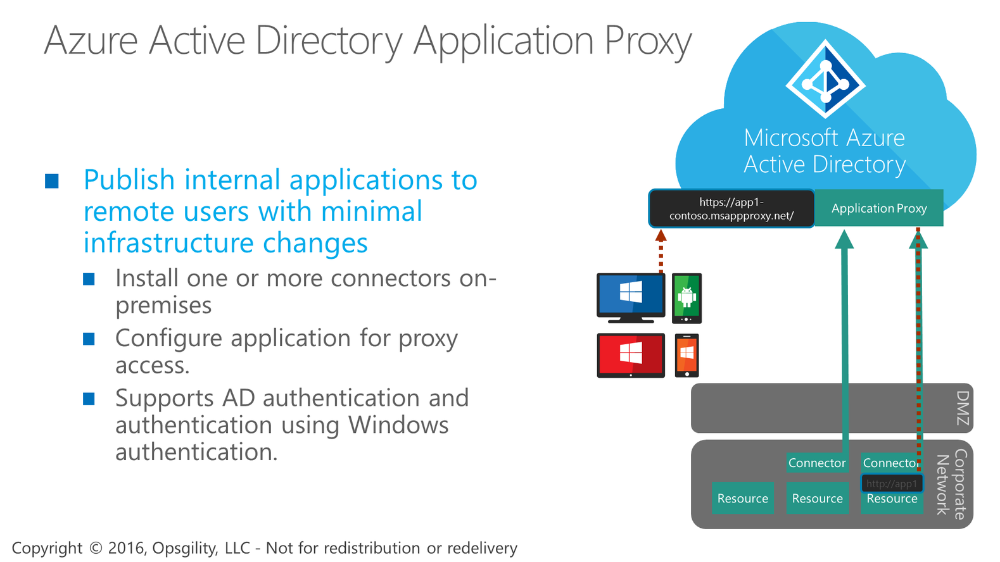 Azure Active Directory Application Proxy
Microsoft Azure
Active Directory
Publish internal applications to
remote users with minimal
infrastructure changes
Install one or more connectors on-
premises
Configure application for proxy
access.
Supports AD authentication and
authentication using Windows
authentication.
https://app1-
contoso.msappproxy.net/
Application Proxy
DMZ
Corporate
Network
Connector
Connector
http://app1
Resource
Resource
Resource
Copyright © 2016, Opsgility, LLC - Not for redistribution or redelivery